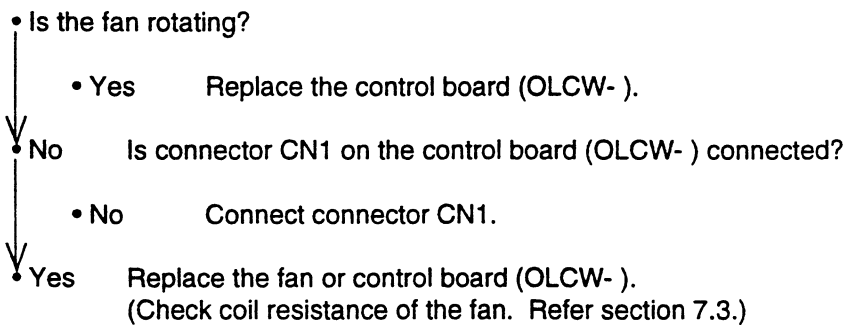 • Is the fan rotating?
• Yes Replace the control board (OLCW- ).
• No Is connector CN1 on the control board (OLCW- ) connected?
• No Connect connector CN1.
• Yes Replace the fan or control board (OLCW- ).
(Check coil resistance of the fan. Refer section 7.3.)